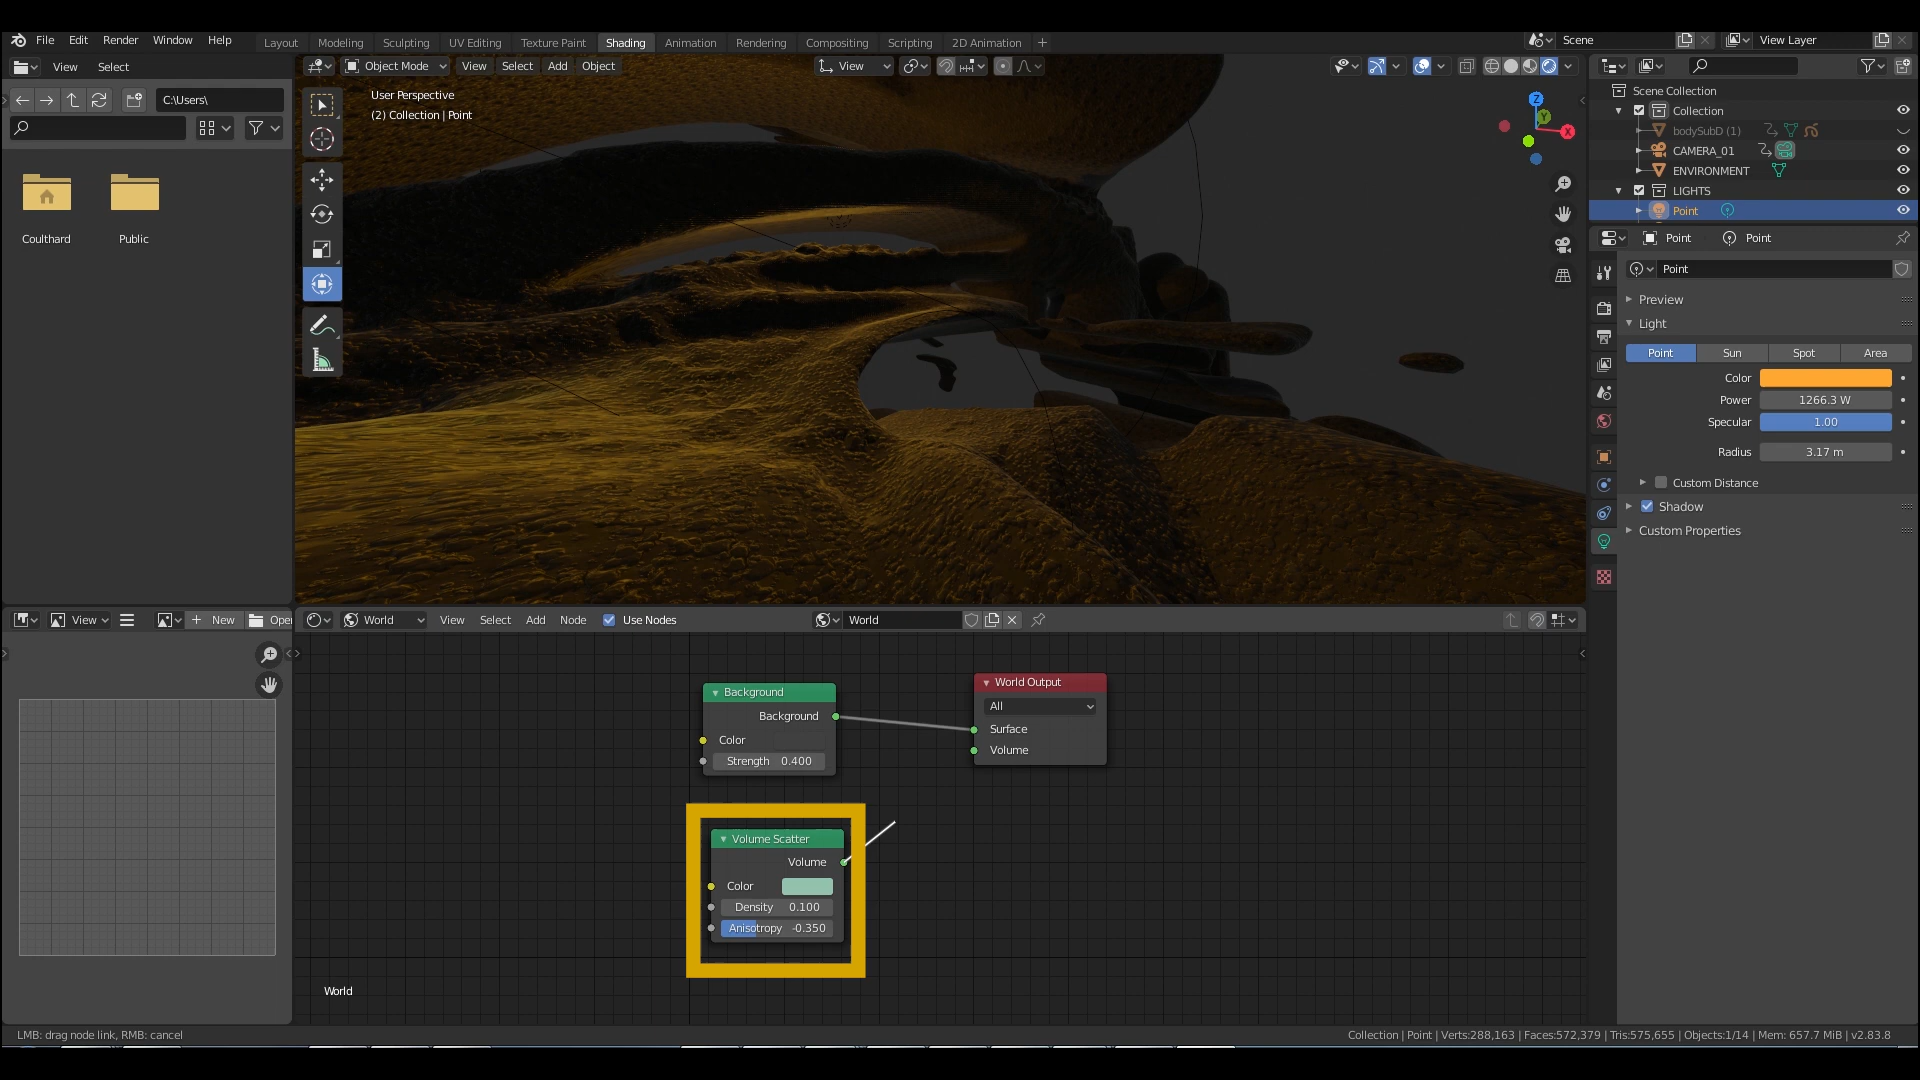 File Edit Render Window Help
Layout Modeling Sculpting UV Editing Texture Paint Shading Animation Rendering Compositing Scripting 2D Animation
Scene
View Layer
View Select
Object Mode View Select Add Object
View
C:\Users\
User Perspective
(2) Collection | Point
Z
Y
X
Coulthard
Public
Scene Collection
Collection
bodySubD (1)
CAMERA_01
ENVIRONMENT
LIGHTS
Point
Point Point
Point
Preview
Light
Point Sun Spot Area
Color
Power 1266.3 W
Specular 1.00
Radius 3.17 m
Custom Distance
Shadow
Custom Properties
View New Open
World View Select Add Node Use Nodes World
Background
Background
Color
Strength 0.400
World Output
All
Surface
Volume
Volume Scatter
Volume
Color
Density 0.100
Anisotropy -0.350
World
LMB: drag node link, RMB: cancel
Collection | Point | Verts:288,163 | Faces:572,379 | Tris:575,655 | Objects:1/14 | Mem: 657.7 MiB | v2.83.8